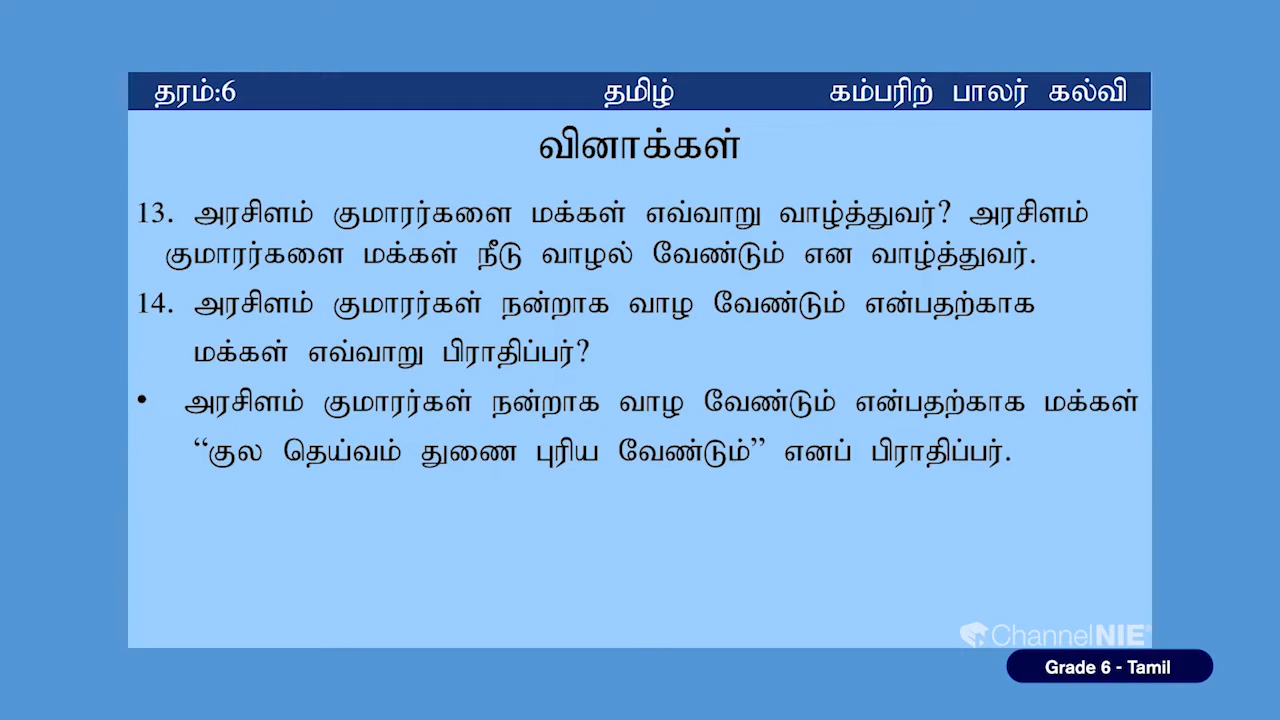 தரம்:6 தமிழ் கம்பரிற் பாலர் கல்வி
வினாக்கள்
13. அரசிளம் குமாரர்களை மக்கள் எவ்வாறு வாழ்த்துவர்? அரசிளம்
குமாரர்களை மக்கள் நீடு வாழல் வேண்டும் என வாழ்த்துவர்.
14. அரசிளம் குமாரர்கள் நன்றாக வாழ வேண்டும் என்பதற்காக
மக்கள் எவ்வாறு பிராதிப்பர்?
• அரசிளம் குமாரர்கள் நன்றாக வாழ வேண்டும் என்பதற்காக மக்கள்
“குல தெய்வம் துணை புரிய வேண்டும்” எனப் பிராதிப்பர்.
ChannelNIE
Grade 6 - Tamil